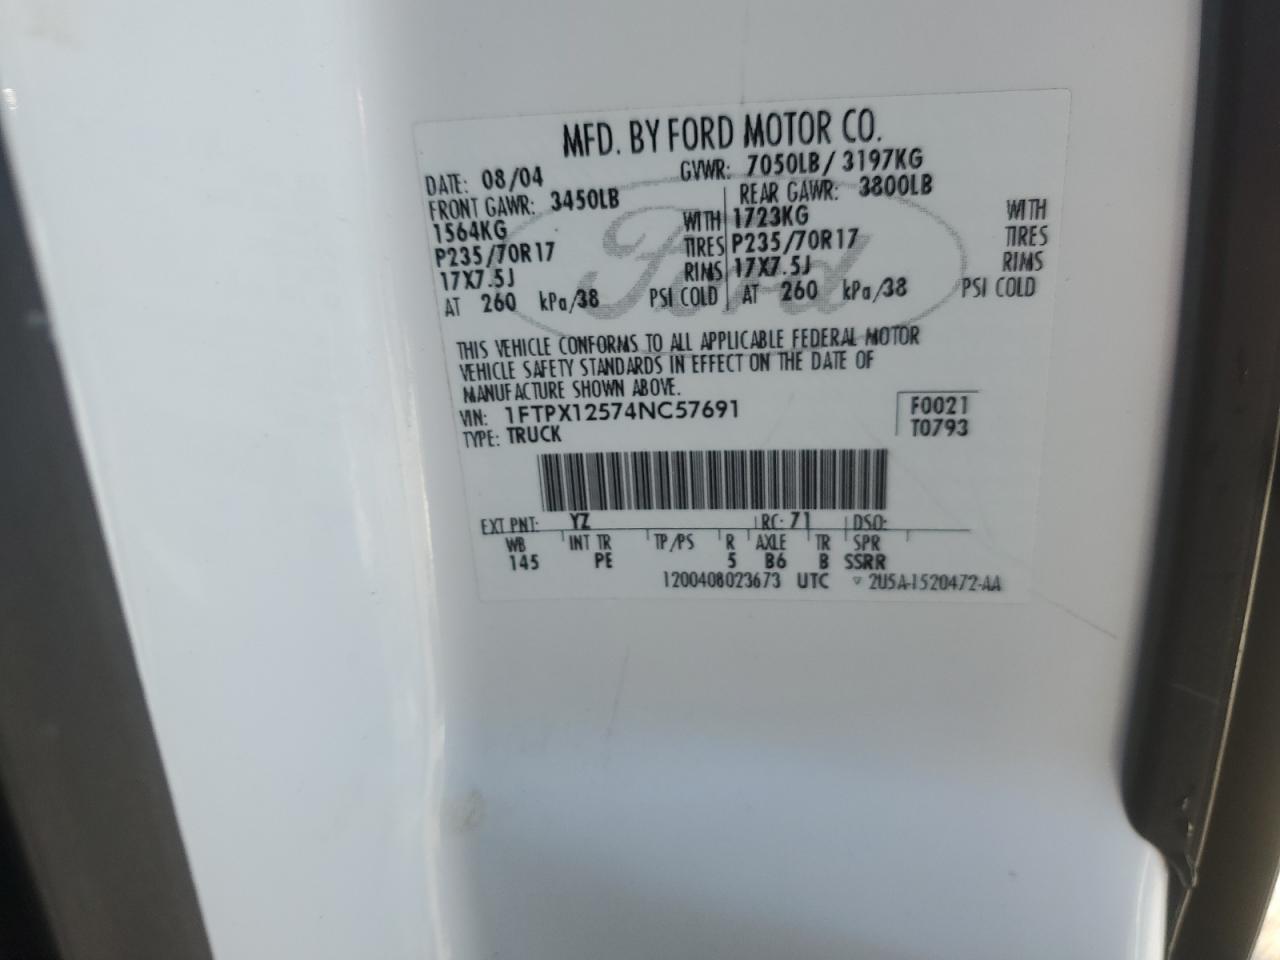 MFD. BY FORD MOTOR CO.
DATE: 08/04 GVWR: 7050LB/ 3197KG
FRONT GAWR: 3450LB REAR GAWR: 3800LB
1564KG WITH 1723KG WITH
P235/70R17 TIRES P235/70R17 TIRES
17X7.5J RIMS 17X7.5J RIMS
AT 260 kPa/38 PSI COLD AT 260 kPa/38 PSI COLD
Ford
THIS VEHICLE CONFORMS TO ALL APPLICABLE FEDERAL MOTOR
VEHICLE SAFETY STANDARDS IN EFFECT ON THE DATE OF
MANUFACTURE SHOWN ABOVE.
VIN: 1FTPX12574NC57691 F0021
TYPE: TRUCK T0793
EXT PNT: YZ RC: 71 DSO:
WB INT TR TP/PS R AXLE TR SPR
145 PE 5 B6 B SSRR
1200408023673 UTC ▽ 2U5A-1520472-AA